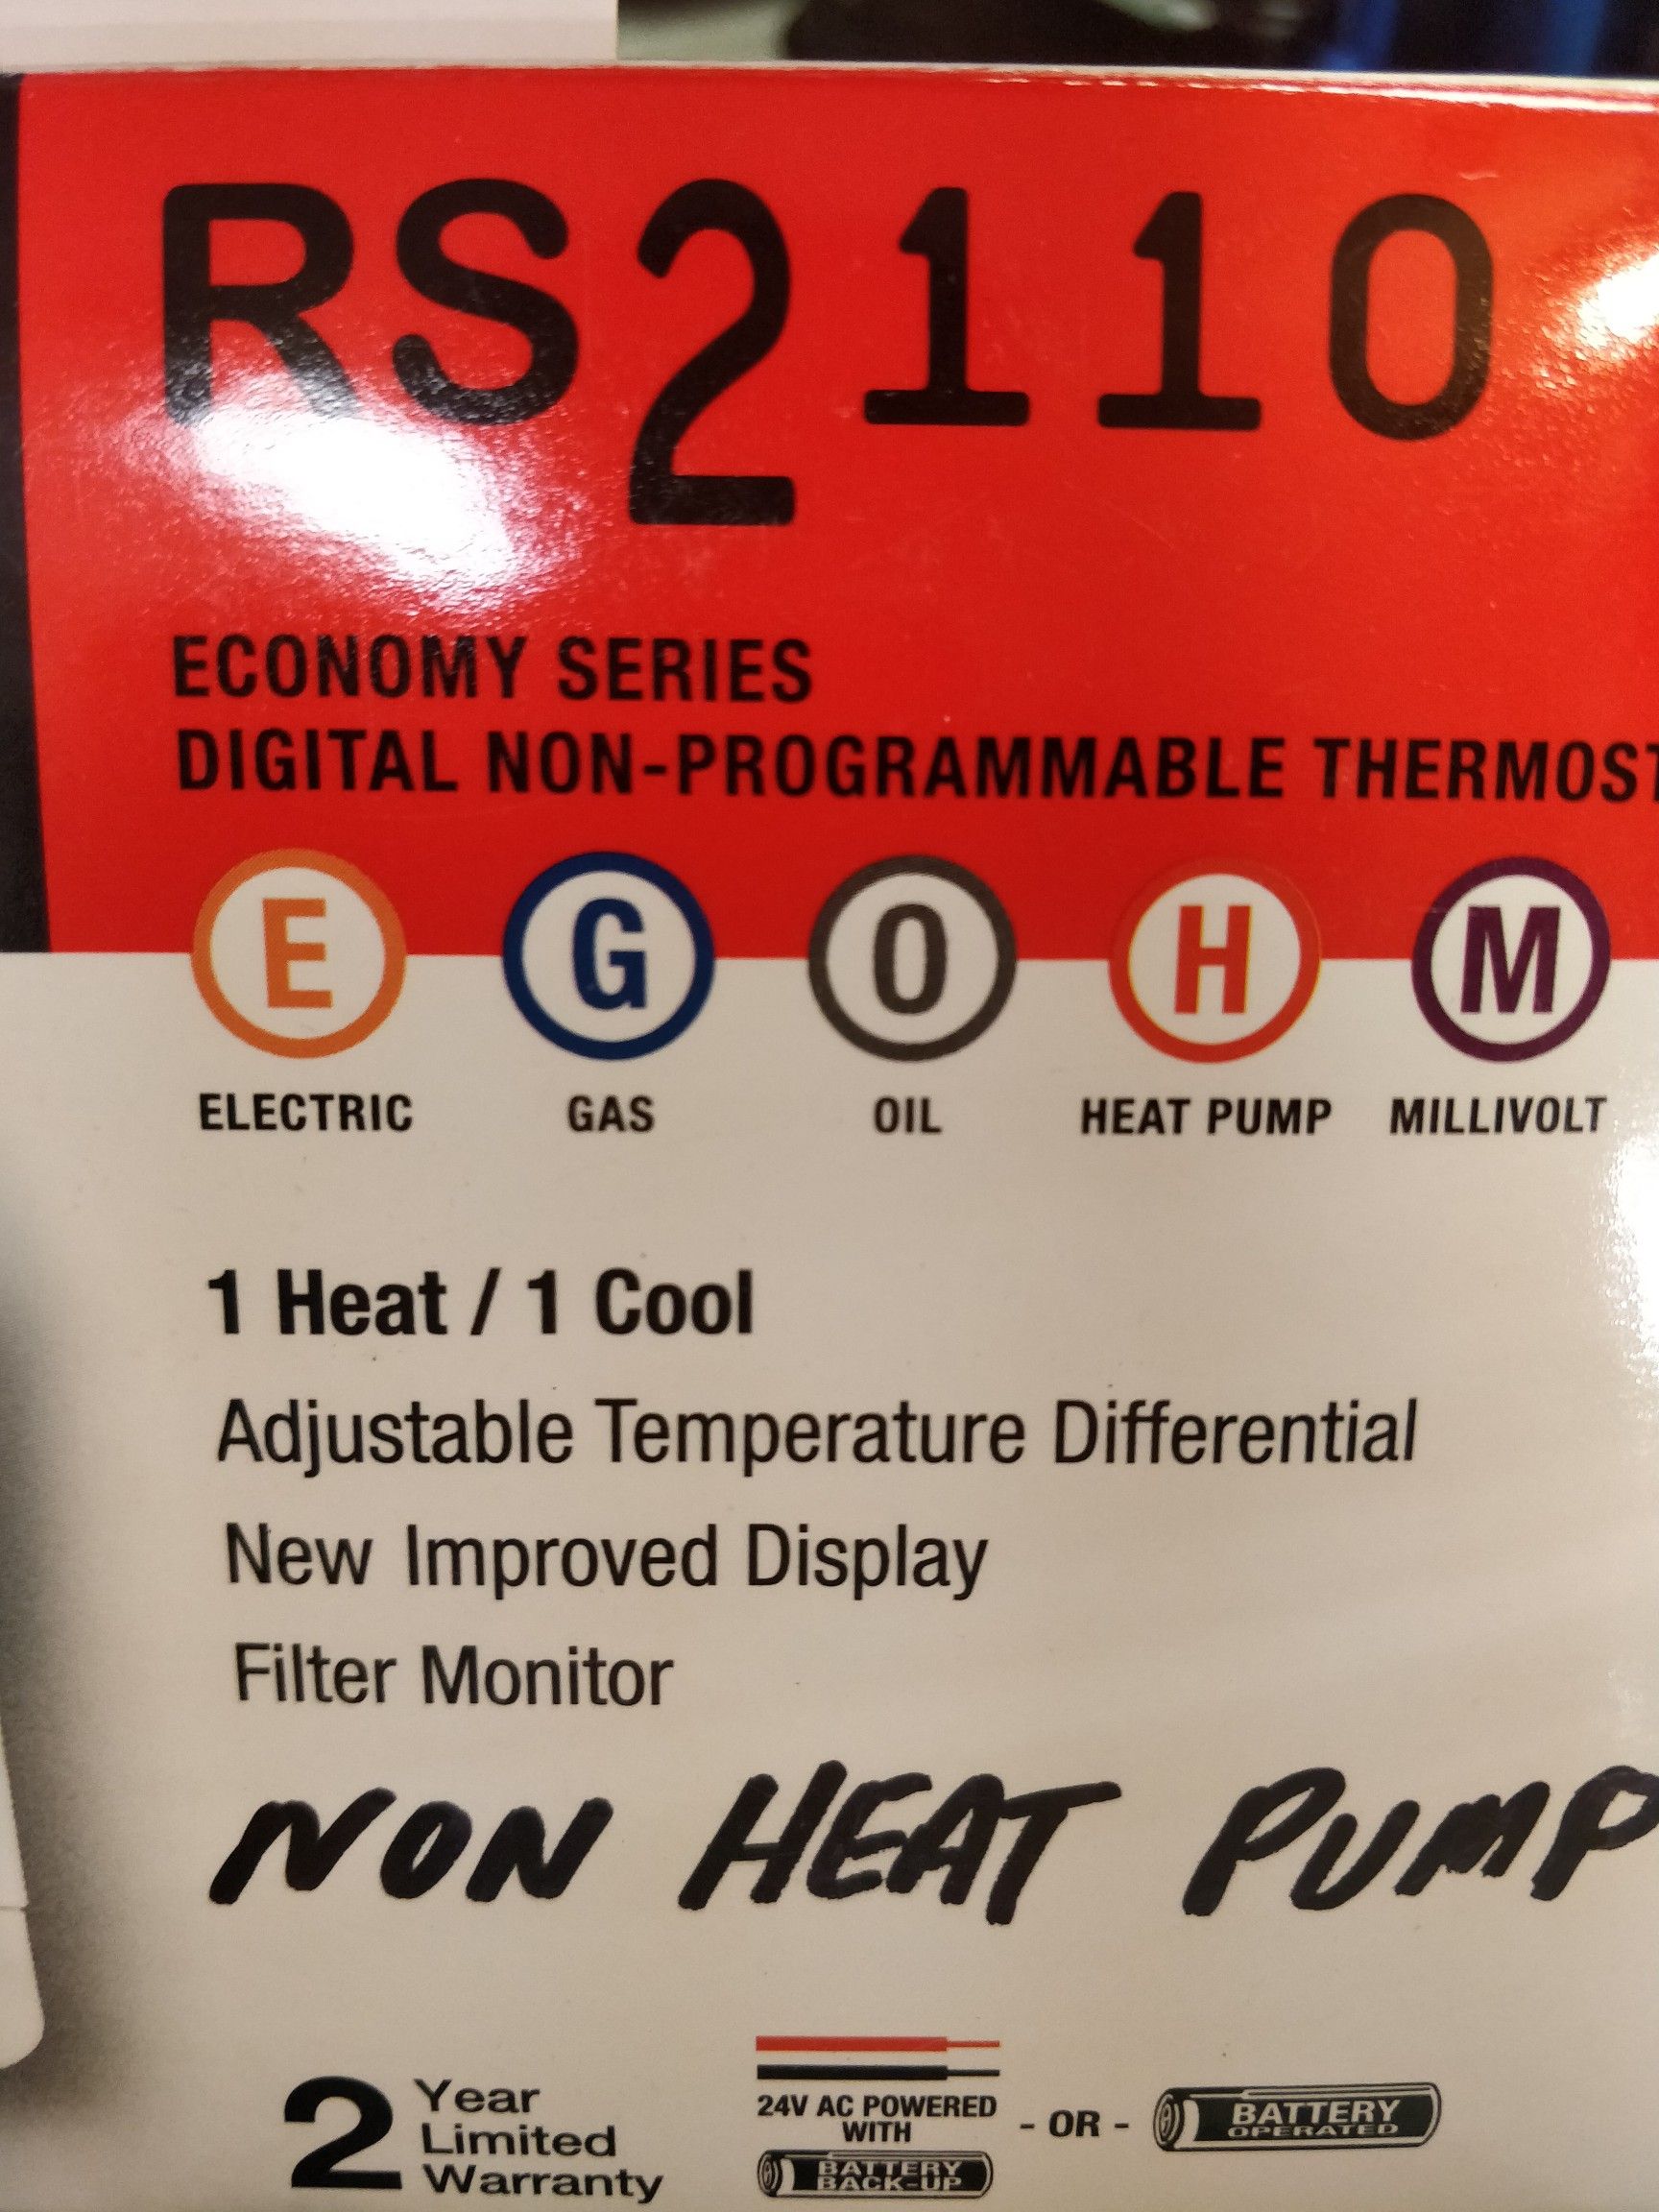 RS2110
ECONOMY SERIES
DIGITAL NON-PROGRAMMABLE THERMOST
E G O H M
ELECTRIC GAS OIL HEAT PUMP MILLIVOLT
1 Heat / 1 Cool
Adjustable Temperature Differential
New Improved Display
Filter Monitor
NON HEAT PUMP
2 Year
Limited
Warranty
24V AC POWERED
WITH
BATTERY
BACK-UP
- OR -
BATTERY
OPERATED